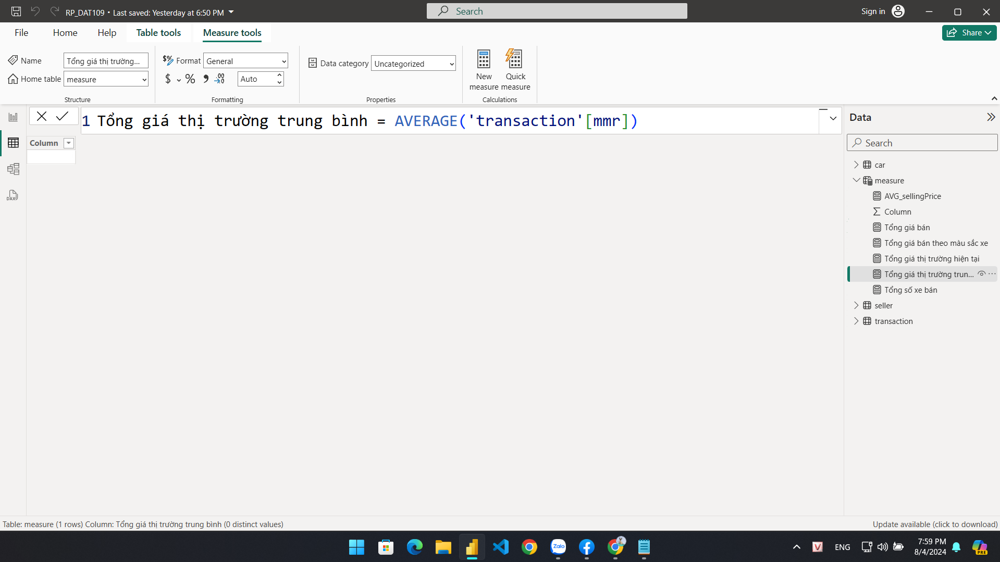 RP_DAT109 • Last saved: Yesterday at 6:50 PM
Search
Sign in
File
Home
Help
Table tools
Measure tools
Share
Name
Tổng giá thị trường...
Home table
measure
Structure
$% Format
General
$ % , .00
Auto
Formatting
Data category
Uncategorized
Properties
New measure
Quick measure
Calculations
1 Tổng giá thị trường trung bình = AVERAGE('transaction'[mmr])
Column
DAX
Data
Search
car
measure
AVG_sellingPrice
Column
Tổng giá bán
Tổng giá bán theo màu sắc xe
Tổng giá thị trường hiện tại
Tổng giá thị trường trun...
Tổng số xe bán
seller
transaction
Table: measure (1 rows) Column: Tổng giá thị trường trung bình (0 distinct values)
Update available (click to download)
Zalo
V
ENG
7:59 PM
8/4/2024
PRE